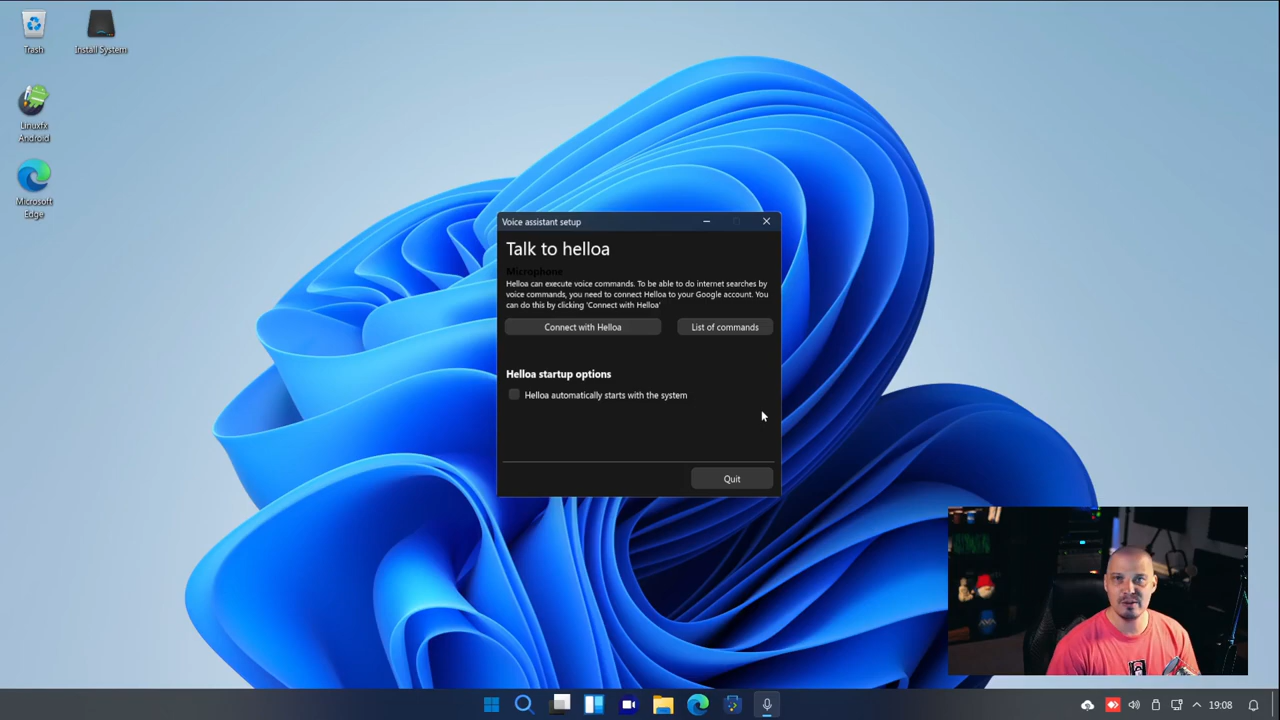 Trash
Install System
Linuxfx
Android
Microsoft
Edge
Voice assistant setup
Talk to helloa
Microphone
Helloa can execute voice commands. To be able to do internet searches by
voice commands, you need to connect Helloa to your Google account. You
can do this by clicking 'Connect with Helloa'
Connect with Helloa
List of commands
Helloa startup options
Helloa automatically starts with the system
Quit
19:08